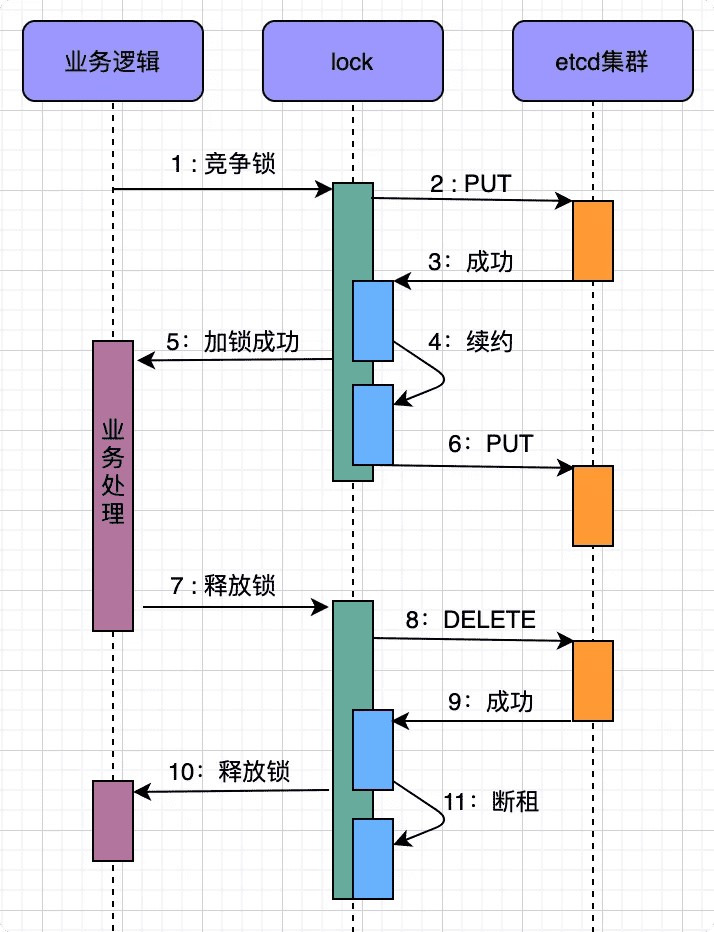 业务逻辑
lock
etcd集群
1 : 竞争锁
2 : PUT
3：成功
5：加锁成功
4：续约
业务处理
6：PUT
7 : 释放锁
8：DELETE
9：成功
10：释放锁
11：断租